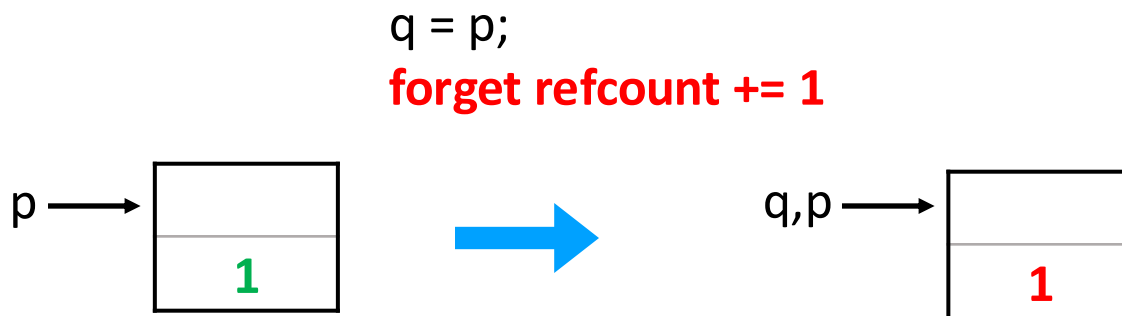 q = p;
forget refcount += 1
p
q,p
1
1